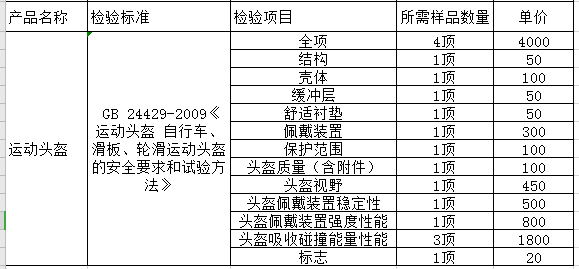 产品名称 检验标准 检验项目 所需样品数量 单价
全项 4顶 4000
结构 1顶 50
壳体 1顶 100
缓冲层 1顶 50
舒适衬垫 1顶 50
佩戴装置 1顶 300
保护范围 1顶 100
头盔质量（含附件） 1顶 100
头盔视野 1顶 450
头盔佩戴装置稳定性 1顶 500
头盔佩戴装置强度性能 1顶 800
头盔吸收碰撞能量性能 3顶 1800
标志 1顶 20
运动头盔
GB 24429-2009《
运动头盔 自行车、
滑板、轮滑运动头盔
的安全要求和试验方
法》